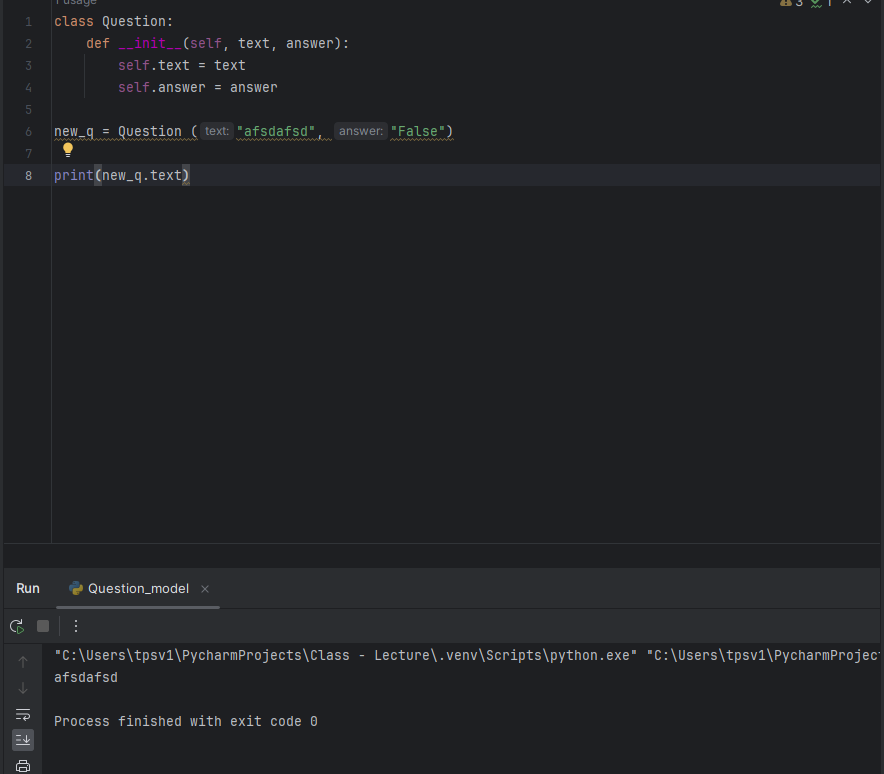 1 usage
3 1
1 class Question:
2 def __init__(self, text, answer):
3 self.text = text
4 self.answer = answer
5
6 new_q = Question (text: "afsdafsd", answer: "False")
7
8 print(new_q.text)
Run Question_model
"C:\Users\tpsv1\PycharmProjects\Class - Lecture\.venv\Scripts\python.exe" "C:\Users\tpsv1\PycharmProject
afsdafsd
Process finished with exit code 0